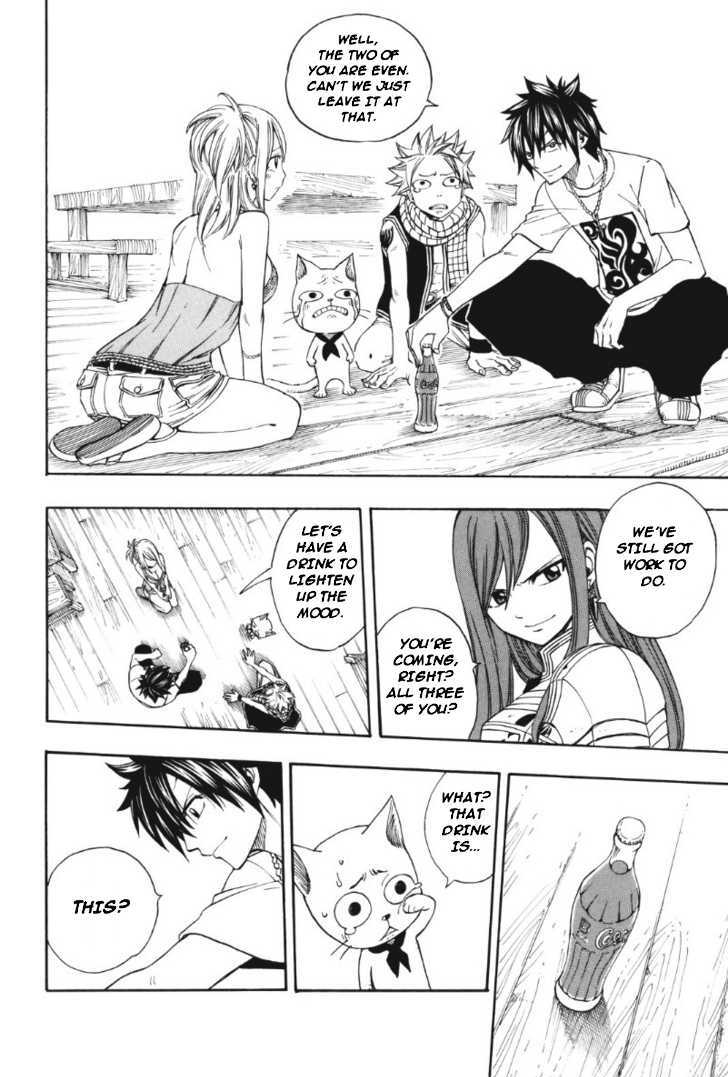 WELL,
THE TWO OF
YOU ARE EVEN.
CAN'T WE JUST
LEAVE IT AT
THAT.
WE'VE
STILL GOT
WORK TO
DO.
YOU'RE
COMING,
RIGHT?
ALL THREE
OF YOU?
LET'S
HAVE A
DRINK TO
LIGHTEN
UP THE
MOOD.
WHAT?
THAT
DRINK
IS...
THIS?